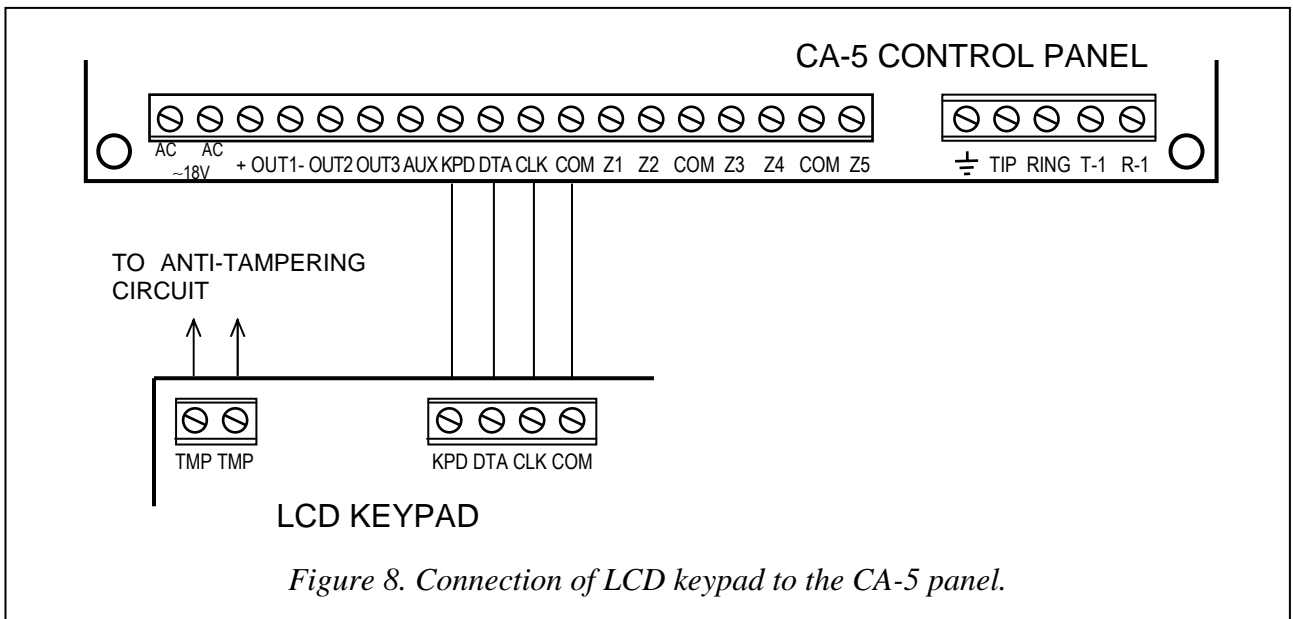 CA-5 CONTROL PANEL
AC AC + OUT1- OUT2 OUT3 AUX KPD DTA CLK COM Z1 Z2 COM Z3 Z4 COM Z5 ⏚ TIP RING T-1 R-1
~18V
TO ANTI-TAMPERING
CIRCUIT
TMP TMP KPD DTA CLK COM
LCD KEYPAD
Figure 8. Connection of LCD keypad to the CA-5 panel.